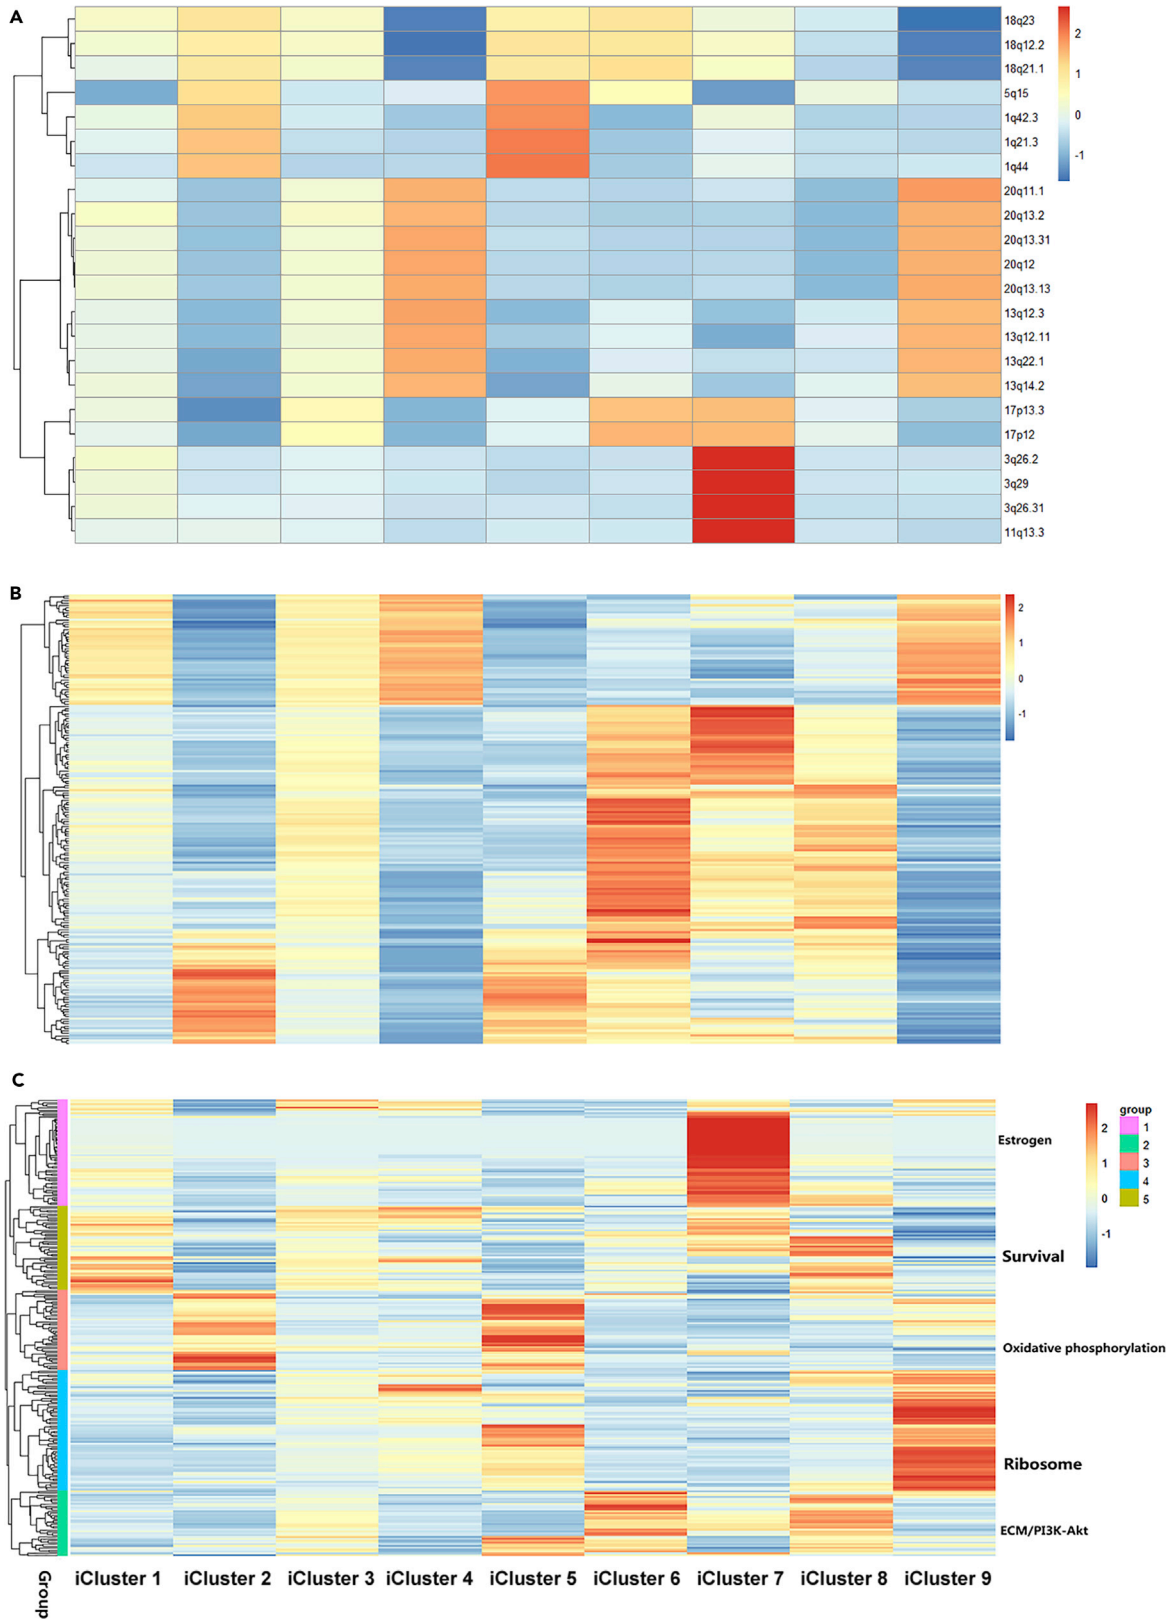 A
18q23
18q12.2
18q21.1
5q15
1q42.3
1q21.3
1q44
20q11.1
20q13.2
20q13.31
20q12
20q13.13
13q12.3
13q12.11
13q22.1
13q14.2
17p13.3
17p12
3q26.2
3q29
3q26.31
11q13.3
2
1
0
-1
B
2
1
0
-1
C
Estrogen
Survival
Oxidative phosphorylation
Ribosome
ECM/PI3K-Akt
2
1
0
-1
group
1
2
3
4
5
Group
iCluster 1
iCluster 2
iCluster 3
iCluster 4
iCluster 5
iCluster 6
iCluster 7
iCluster 8
iCluster 9